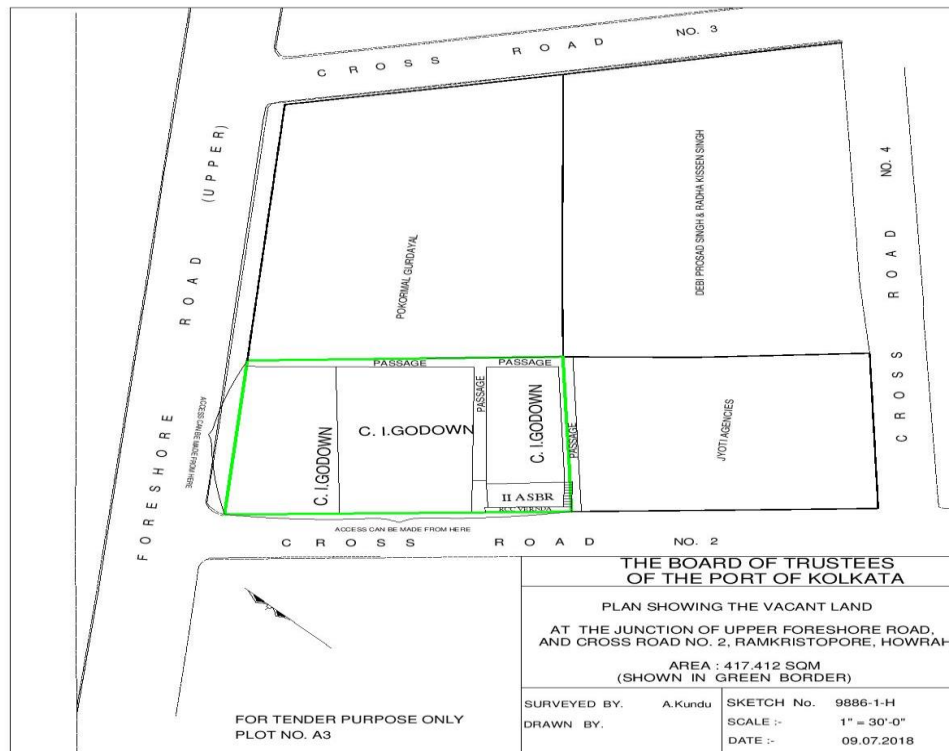 CROSS ROAD NO. 3
FORESHORE ROAD (UPPER)
CROSS ROAD NO. 4
POKORMAL GURDAYAL
DEBI PROSAD SINGH & RADHA KISSEN SINGH
PASSAGE
PASSAGE
PASSAGE
PASSAGE
C. I.GODOWN
C. I.GODOWN
C. I.GODOWN
JYOTI AGENCIES
ACCESS CAN BE MADE FROM HERE
II ASBR
RCC VERNDA
ACCESS CAN BE MADE FROM HERE
CROSS ROAD NO. 2
THE BOARD OF TRUSTEES
OF THE PORT OF KOLKATA
PLAN SHOWING THE VACANT LAND
AT THE JUNCTION OF UPPER FORESHORE ROAD,
AND CROSS ROAD NO. 2, RAMKRISTOPORE, HOWRAH
AREA : 417.412 SQM
(SHOWN IN GREEN BORDER)
SURVEYED BY. A.Kundu
DRAWN BY.
SKETCH No. 9886-1-H
SCALE :- 1" = 30'-0"
DATE :- 09.07.2018
FOR TENDER PURPOSE ONLY
PLOT NO. A3